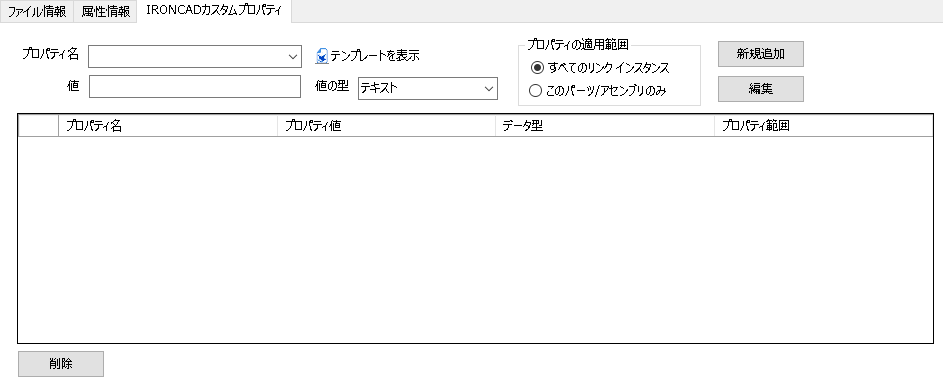 ファイル情報 属性情報 IRONCADカスタムプロパティ
プロパティ名 テンプレートを表示 プロパティの適用範囲 新規追加
すべてのリンク インスタンス
値 値の型 テキスト このパーツ/アセンブリのみ 編集
プロパティ名 プロパティ値 データ型 プロパティ範囲
削除